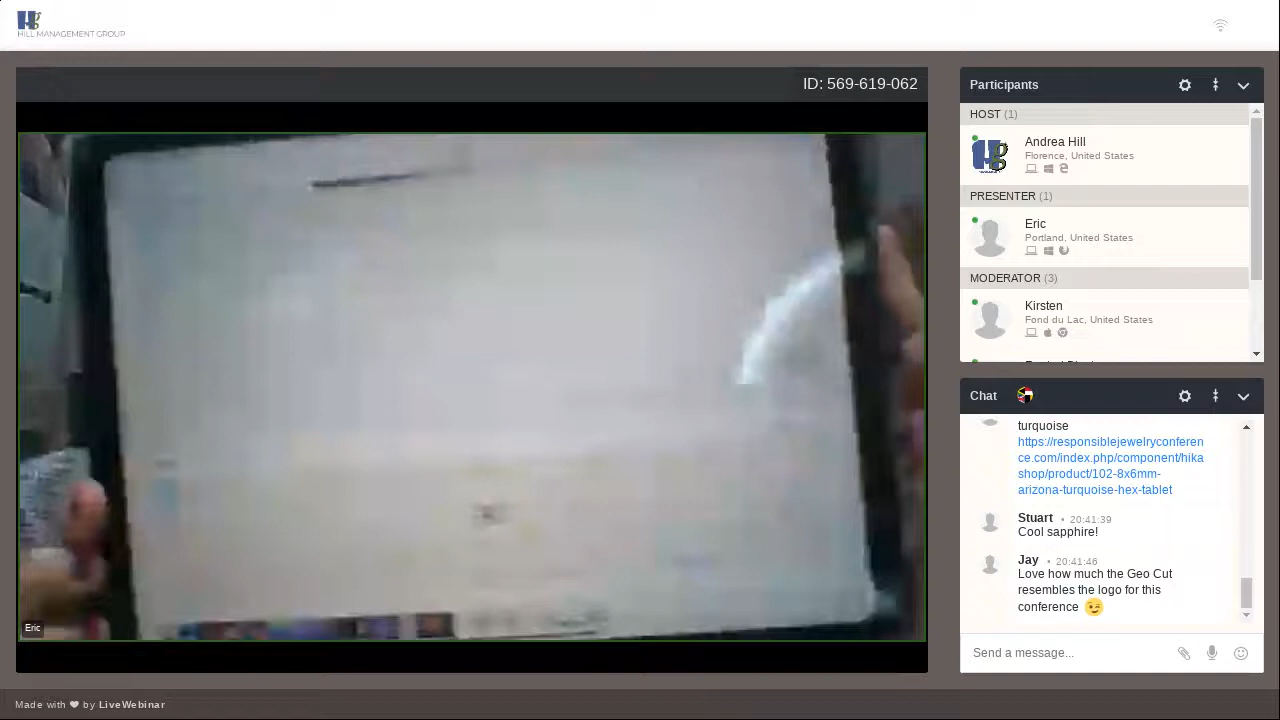 Hg
HILL MANAGEMENT GROUP
ID: 569-619-062
Eric
Participants
HOST (1)
Andrea Hill
Florence, United States
PRESENTER (1)
Eric
Portland, United States
MODERATOR (3)
Kirsten
Fond du Lac, United States
Chat
turquoise
https://responsiblejewelryconferen
ce.com/index.php/component/hika
shop/product/102-8x6mm-
arizona-turquoise-hex-tablet
Stuart • 20:41:39
Cool sapphire!
Jay • 20:41:46
Love how much the Geo Cut
resembles the logo for this
conference 😉
Send a message...
Made with ❤ by LiveWebinar